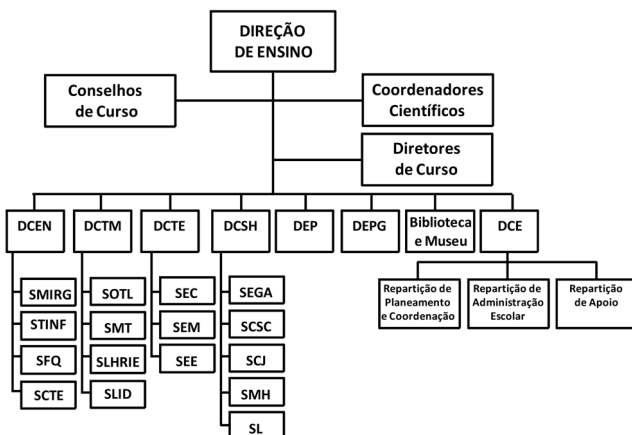 DIREÇÃO
DE ENSINO
Conselhos
de Curso
Coordenadores
Científicos
Diretores
de Curso
DCEN
DCTM
DCTE
DCSH
DEP
DEPG
Biblioteca
e Museu
DCE
SMIRG
STINF
SFQ
SCTE
SOTL
SMT
SLHRIE
SLID
SEC
SEM
SEE
SEGA
SCSC
SCJ
SMH
SL
Repartição de
Planeamento
e Coordenação
Repartição de
Administração
Escolar
Repartição
de Apoio